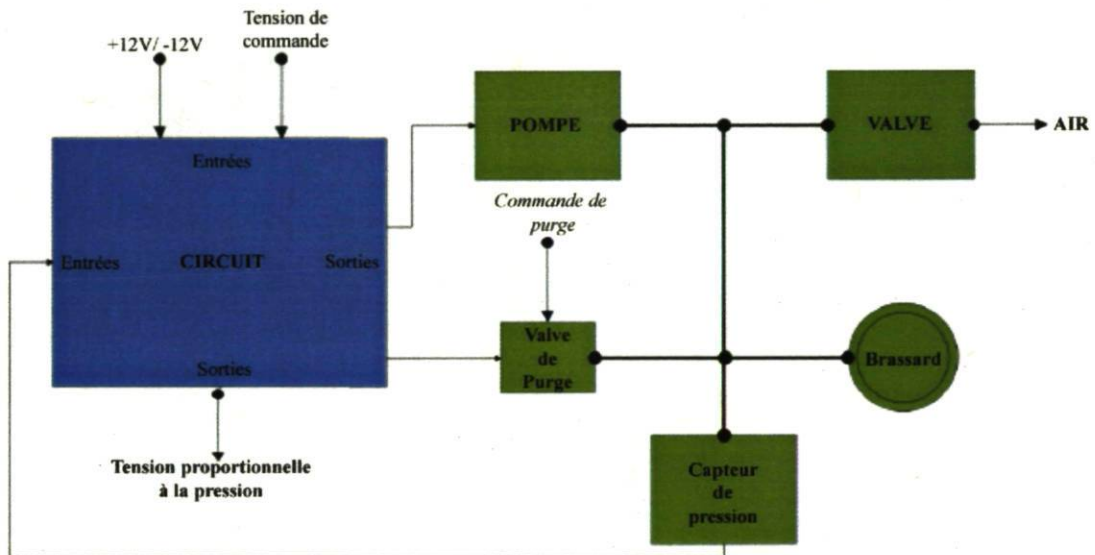 Tension de
commande
+12V/ -12V
POMPE
VALVE
AIR
Entrées
Commande de
purge
Entrées
CIRCUIT
Sorties
Valve
de
Purge
Brassard
Sorties
Tension proportionnelle
à la pression
Capteur
de
pression